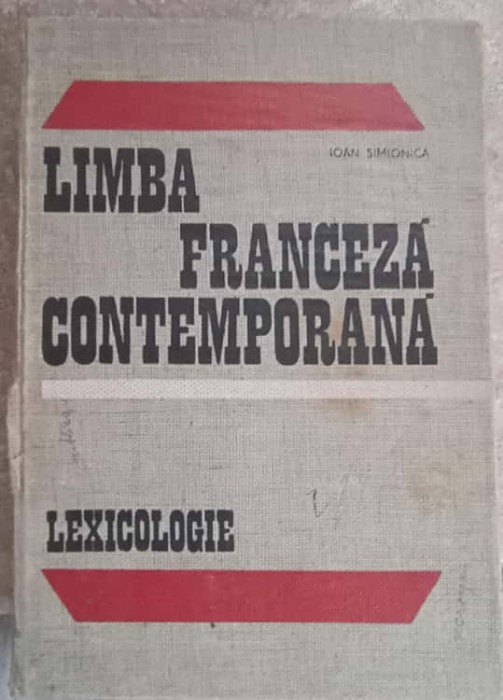 IOAN SIMIONICA
LIMBA
FRANCEZĂ
CONTEMPORANĂ
LEXICOLOGIE